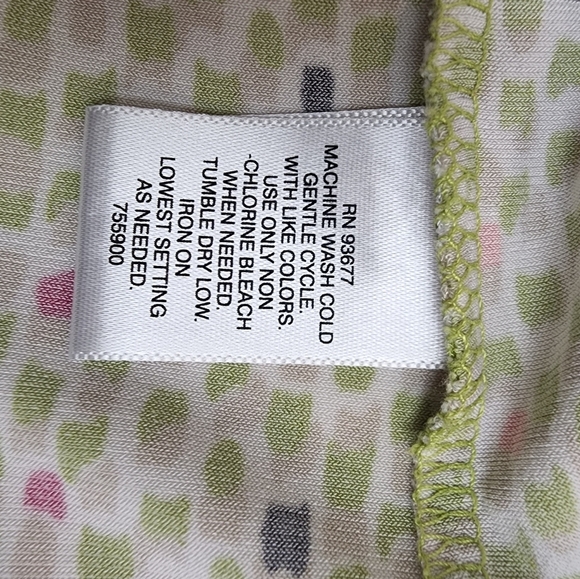 RN 93677
MACHINE WASH COLD
GENTLE CYCLE.
WITH LIKE COLORS.
USE ONLY NON
-CHLORINE BLEACH
WHEN NEEDED.
TUMBLE DRY LOW.
IRON ON
LOWEST SETTING
AS NEEDED.
755900